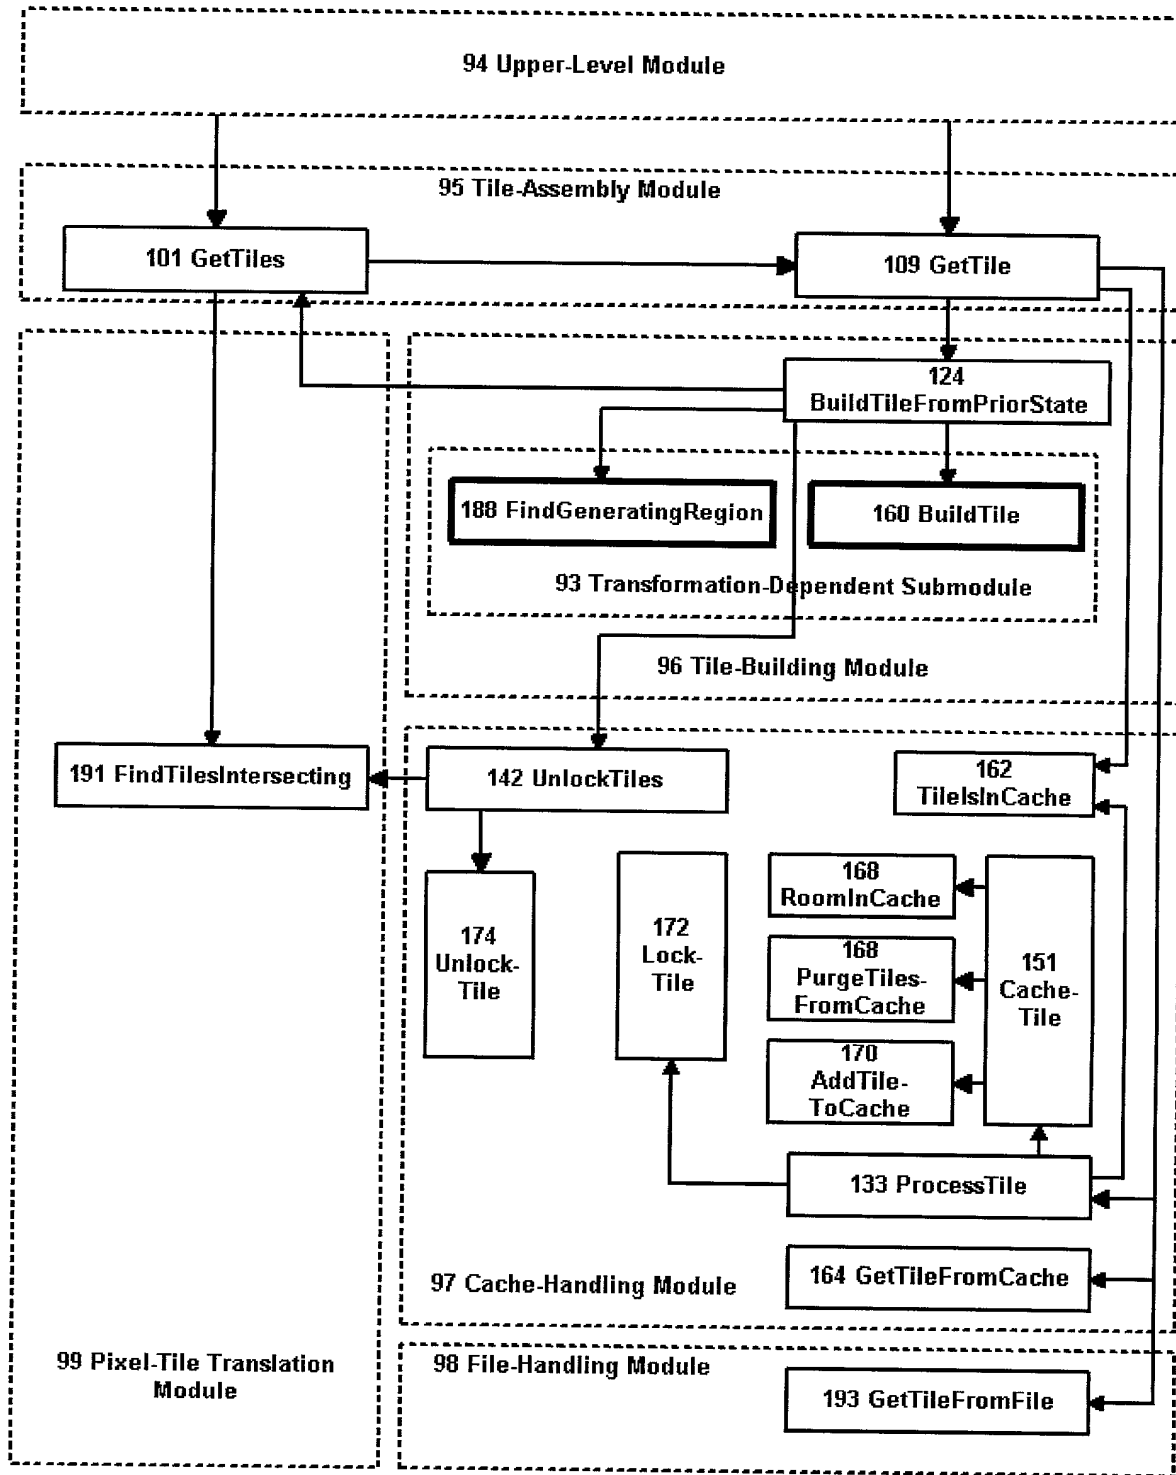 94 Upper-Level Module
95 Tile-Assembly Module
101 GetTiles
109 GetTile
124
BuildTileFromPriorState
188 FindGeneratingRegion
160 BuildTile
93 Transformation-Dependent Submodule
96 Tile-Building Module
191 FindTilesIntersecting
142 UnlockTiles
162
TileIsInCache
168
RoomInCache
174
Unlock-
Tile
172
Lock-
Tile
168
PurgeTiles-
FromCache
151
Cache-
Tile
170
AddTile-
ToCache
133 ProcessTile
164 GetTileFromCache
97 Cache-Handling Module
99 Pixel-Tile Translation
Module
98 File-Handling Module
193 GetTileFromFile